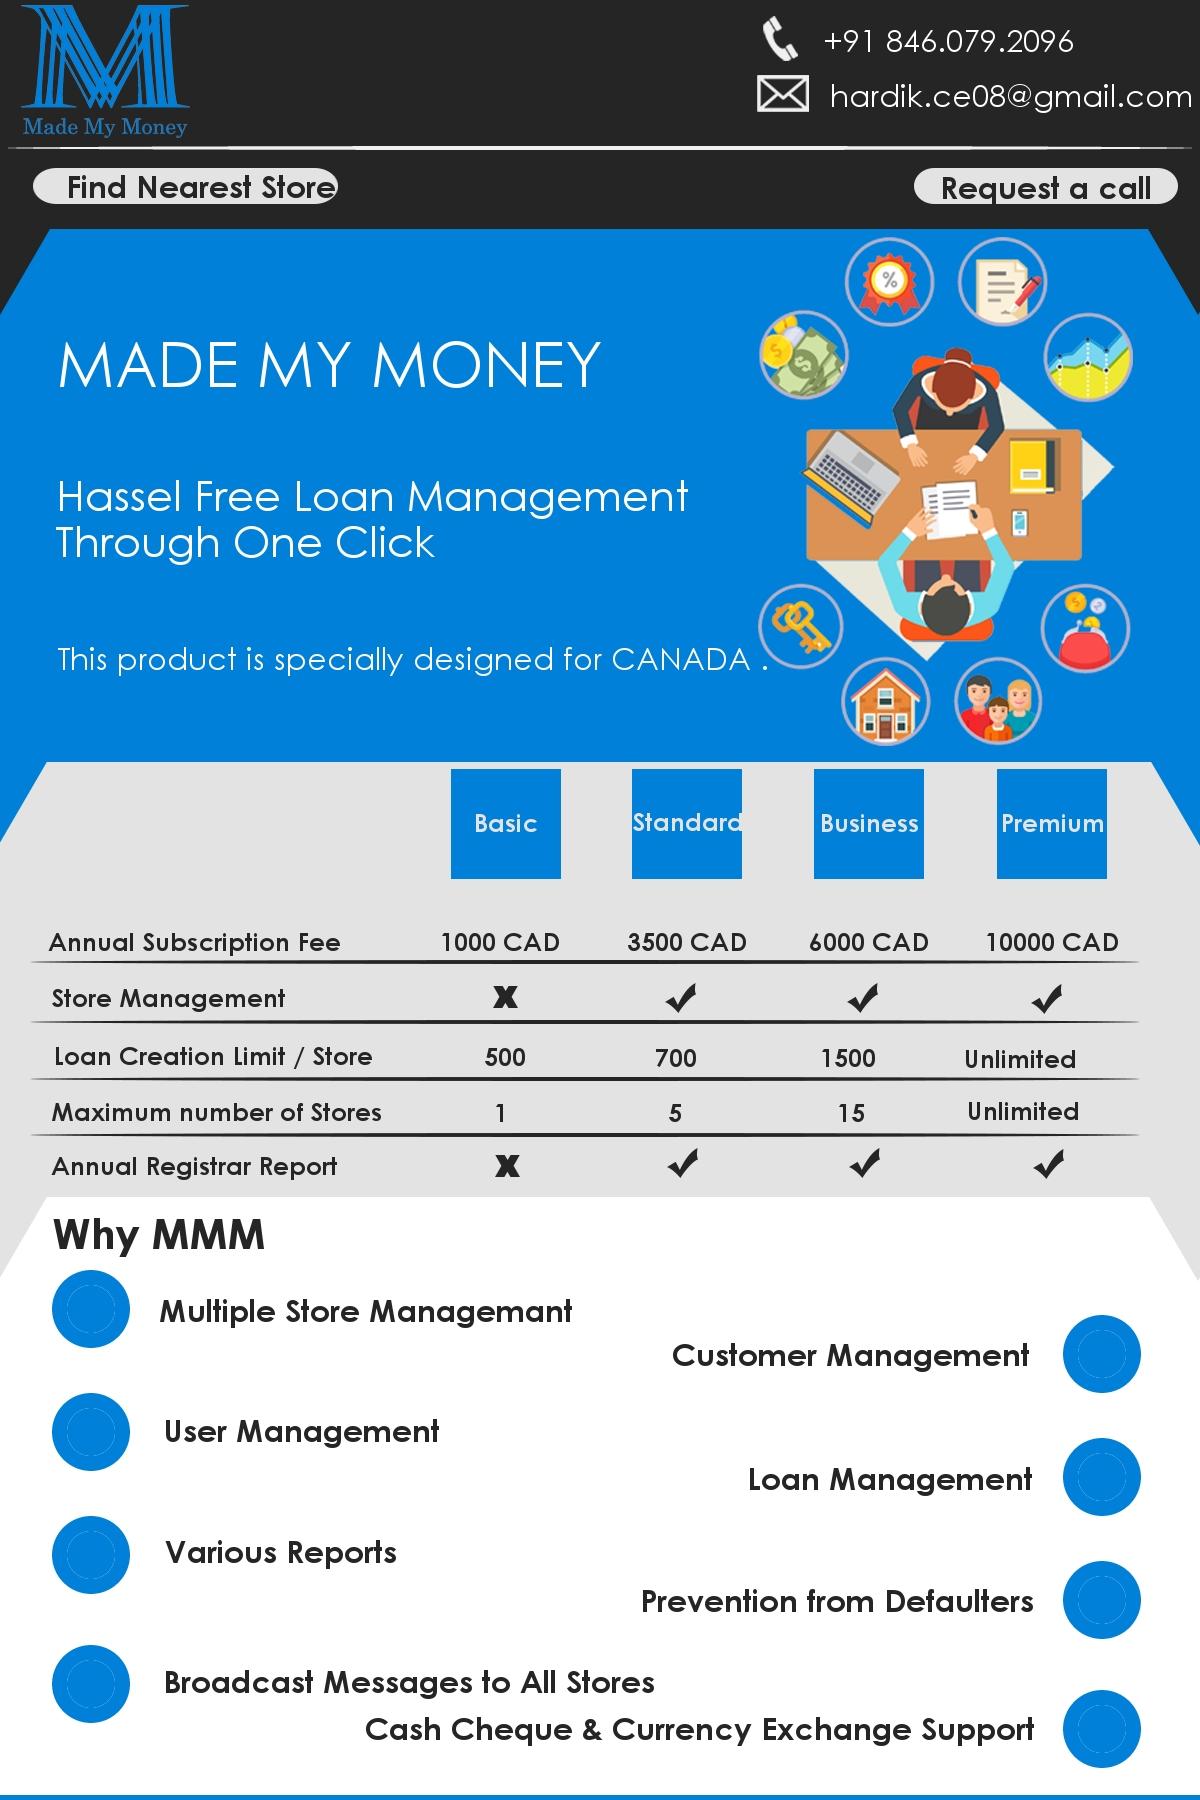 M
Made My Money
+91 846.079.2096
hardik.ce08@gmail.com
Find Nearest Store
Request a call
%
$
$
MADE MY MONEY
Hassel Free Loan Management
Through One Click
This product is specially designed for CANADA .
Basic Standard Business Premium
Annual Subscription Fee 1000 CAD 3500 CAD 6000 CAD 10000 CAD
Store Management X ✓ ✓ ✓
Loan Creation Limit / Store 500 700 1500 Unlimited
Maximum number of Stores 1 5 15 Unlimited
Annual Registrar Report X ✓ ✓ ✓
Why MMM
Multiple Store Managemant
Customer Management
User Management
Loan Management
Various Reports
Prevention from Defaulters
Broadcast Messages to All Stores
Cash Cheque & Currency Exchange Support